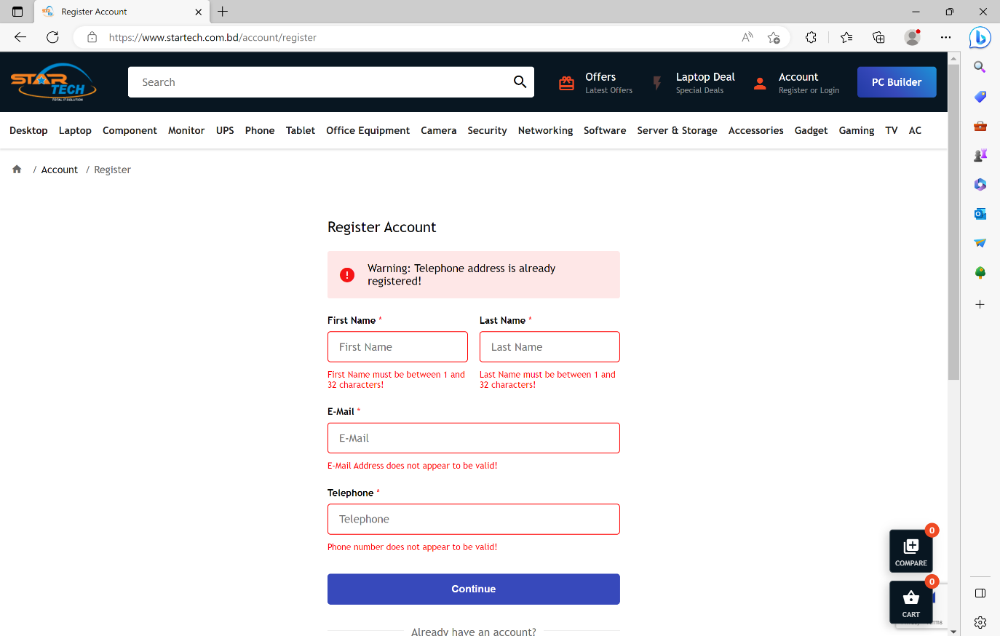 Register Account
https://www.startech.com.bd/account/register
STAR TECH
TOTAL IT SOLUTION
Search
Offers
Latest Offers
Laptop Deal
Special Deals
Account
Register or Login
PC Builder
Desktop Laptop Component Monitor UPS Phone Tablet Office Equipment Camera Security Networking Software Server & Storage Accessories Gadget Gaming TV AC
/ Account / Register
Register Account
Warning: Telephone address is already
registered!
First Name *
Last Name *
First Name
Last Name
First Name must be between 1 and
32 characters!
Last Name must be between 1 and
32 characters!
E-Mail *
E-Mail
E-Mail Address does not appear to be valid!
Telephone *
Telephone
Phone number does not appear to be valid!
Continue
Already have an account?
0
COMPARE
0
CART